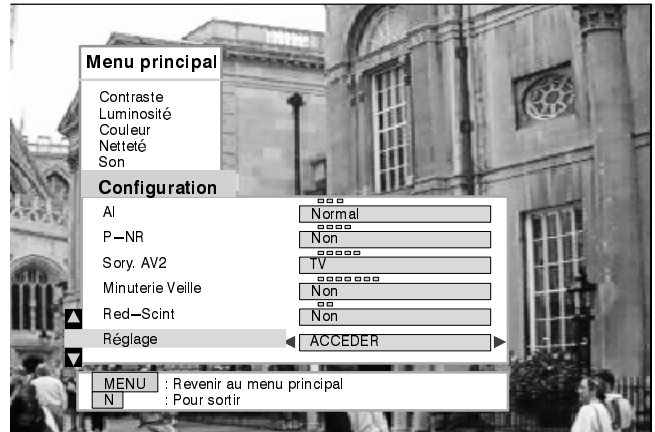 Menu principal
Contraste
Luminosité
Couleur
Netteté
Son
Configuration
AI Normal
P–NR Non
Sory. AV2 TV
Minuterie Veille Non
Red–Scint Non
Réglage ACCEDER
MENU : Revenir au menu principal
N : Pour sortir